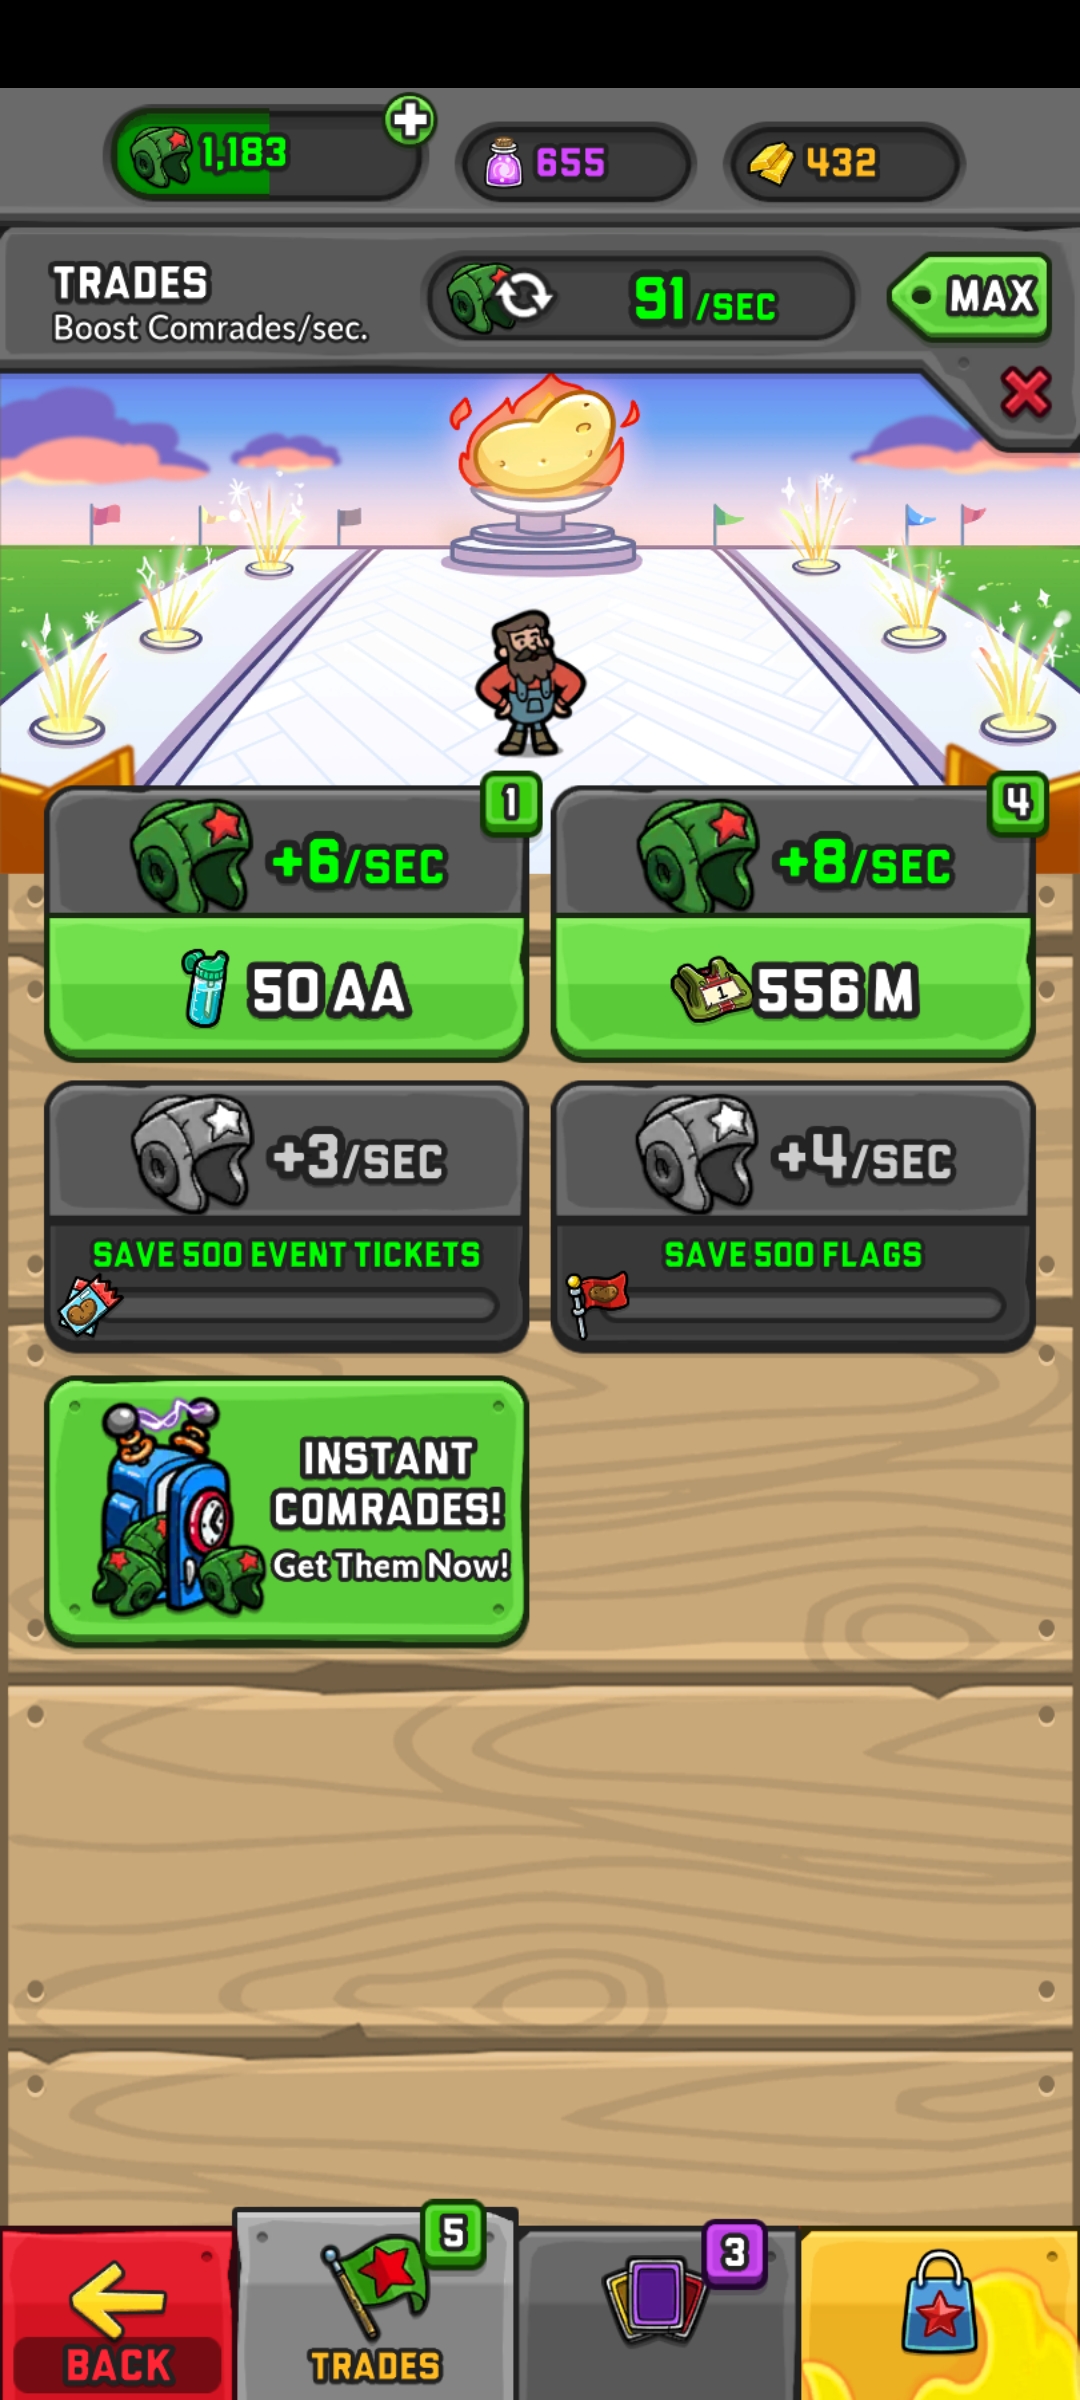 1,183
655
432
TRADES
Boost Comrades/sec.
91/SEC
MAX
1
+6/SEC
50 AA
4
+8/SEC
1
556 M
+3/SEC
SAVE 500 EVENT TICKETS
+4/SEC
SAVE 500 FLAGS
INSTANT
COMRADES!
Get Them Now!
BACK
5
TRADES
3